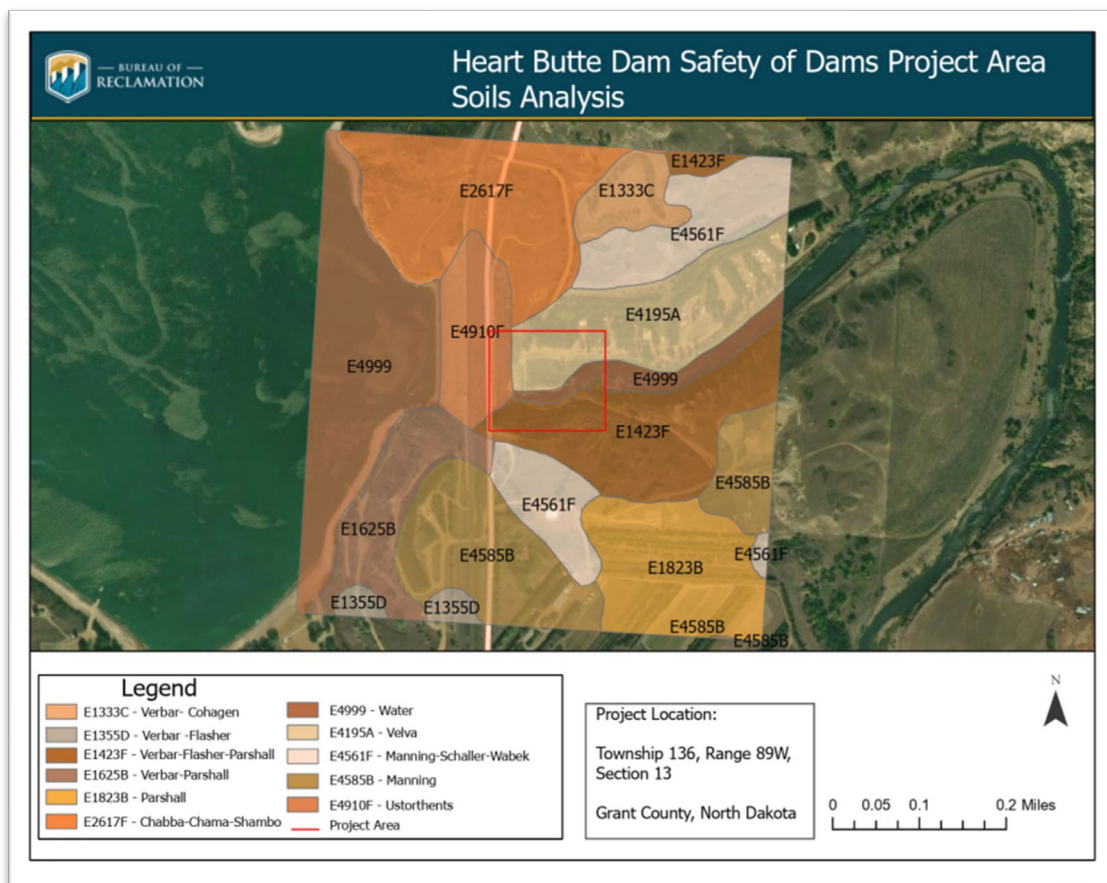 — BUREAU OF —
RECLAMATION
Heart Butte Dam Safety of Dams Project Area
Soils Analysis
E1423F
E2617F
E1333C
E4561F
E4195A
E4910F
E4999
E4999
E1423F
E4585B
E4561F
E1625B
E4585B
E4561F
E1823B
E1355D
E1355D
E4585B
E4585B
Legend
E1333C - Verbar- Cohagen
E1355D - Verbar -Flasher
E1423F - Verbar-Flasher-Parshall
E1625B - Verbar-Parshall
E1823B - Parshall
E2617F - Chabba-Chama-Shambo
E4999 - Water
E4195A - Velva
E4561F - Manning-Schaller-Wabek
E4585B - Manning
E4910F - Ustorthents
Project Area
Project Location:
Township 136, Range 89W,
Section 13
Grant County, North Dakota
N
0 0.05 0.1 0.2 Miles